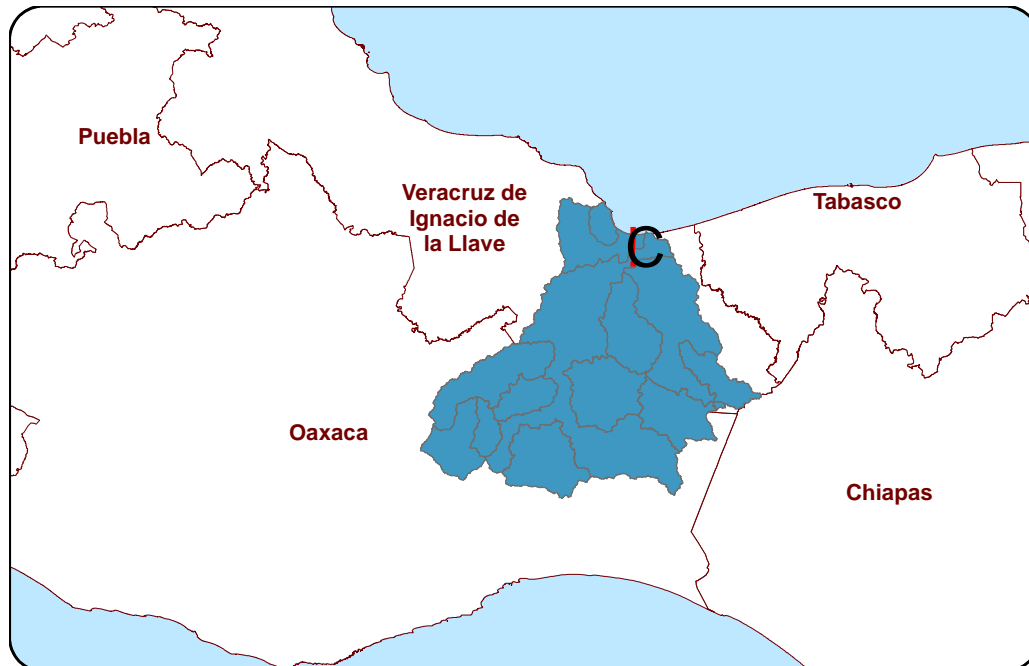 Puebla
Veracruz de
Ignacio de
la Llave
Tabasco
C
Oaxaca
Chiapas